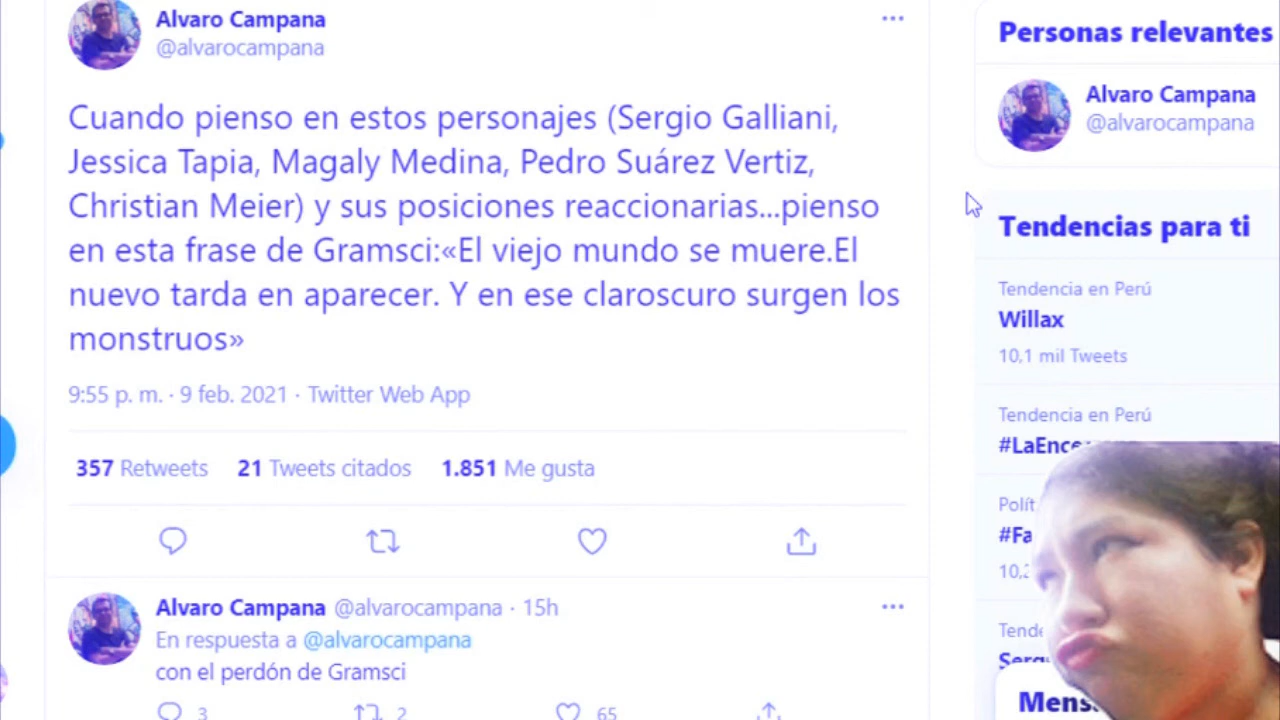 Alvaro Campana
@alvarocampana
Cuando pienso en estos personajes (Sergio Galliani,
Jessica Tapia, Magaly Medina, Pedro Suárez Vertiz,
Christian Meier) y sus posiciones reaccionarias...pienso
en esta frase de Gramsci:«El viejo mundo se muere.El
nuevo tarda en aparecer. Y en ese claroscuro surgen los
monstruos»
9:55 p. m. · 9 feb. 2021 · Twitter Web App
357 Retweets 21 Tweets citados 1.851 Me gusta
Alvaro Campana @alvarocampana · 15h
En respuesta a @alvarocampana
con el perdón de Gramsci
3 2 65
Personas relevantes
Alvaro Campana
@alvarocampana
Tendencias para ti
Tendencia en Perú
Willax
10,1 mil Tweets
Tendencia en Perú